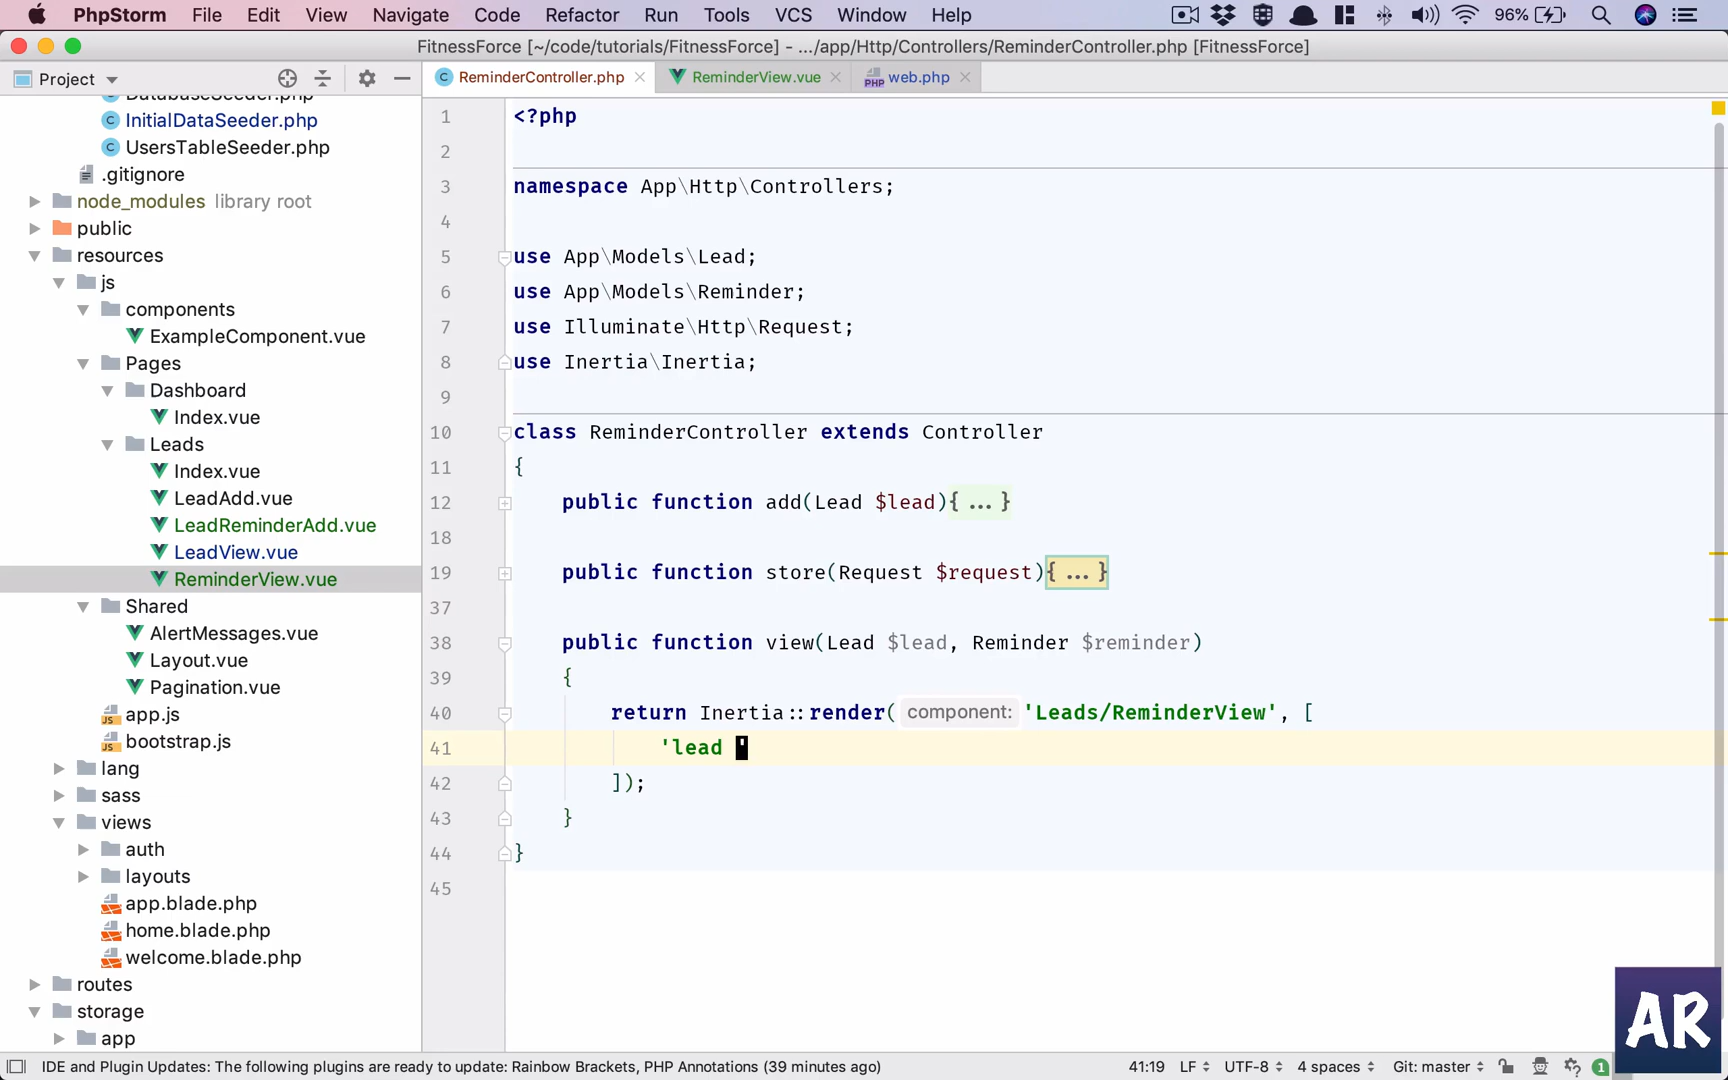 PhpStorm File Edit View Navigate Code Refactor Run Tools VCS Window Help 96%
FitnessForce [~/code/tutorials/FitnessForce] - .../app/Http/Controllers/ReminderController.php [FitnessForce]
Project
ReminderController.php ReminderView.vue web.php
DatabaseSeeder.php
InitialDataSeeder.php
UsersTableSeeder.php
.gitignore
node_modules library root
public
resources
js
components
ExampleComponent.vue
Pages
Dashboard
Index.vue
Leads
Index.vue
LeadAdd.vue
LeadReminderAdd.vue
LeadView.vue
ReminderView.vue
Shared
AlertMessages.vue
Layout.vue
Pagination.vue
app.js
bootstrap.js
lang
sass
views
auth
layouts
app.blade.php
home.blade.php
welcome.blade.php
routes
storage
app
1 <?php
2
3 namespace App\Http\Controllers;
4
5 use App\Models\Lead;
6 use App\Models\Reminder;
7 use Illuminate\Http\Request;
8 use Inertia\Inertia;
9
10 class ReminderController extends Controller
11 {
12 public function add(Lead $lead){ ... }
18
19 public function store(Request $request){ ... }
37
38 public function view(Lead $lead, Reminder $reminder)
39 {
40 return Inertia::render( component: 'Leads/ReminderView', [
41 'lead '
42 ]);
43 }
44 }
45
AR
IDE and Plugin Updates: The following plugins are ready to update: Rainbow Brackets, PHP Annotations (39 minutes ago) 41:19 LF UTF-8 4 spaces Git: master 1